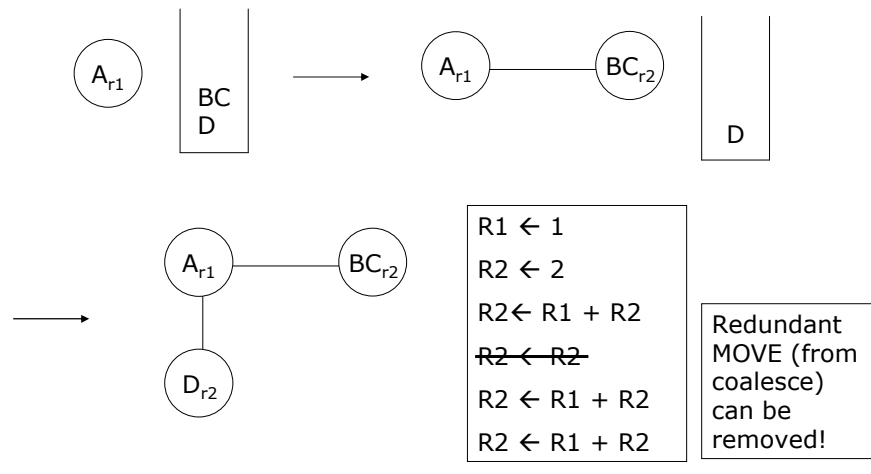 A_r1
BC
D
A_r1
BC_r2
D
A_r1
BC_r2
D_r2
R1 ← 1
R2 ← 2
R2← R1 + R2
R2 ← R2
R2 ← R1 + R2
R2 ← R1 + R2
Redundant
MOVE (from
coalesce)
can be
removed!